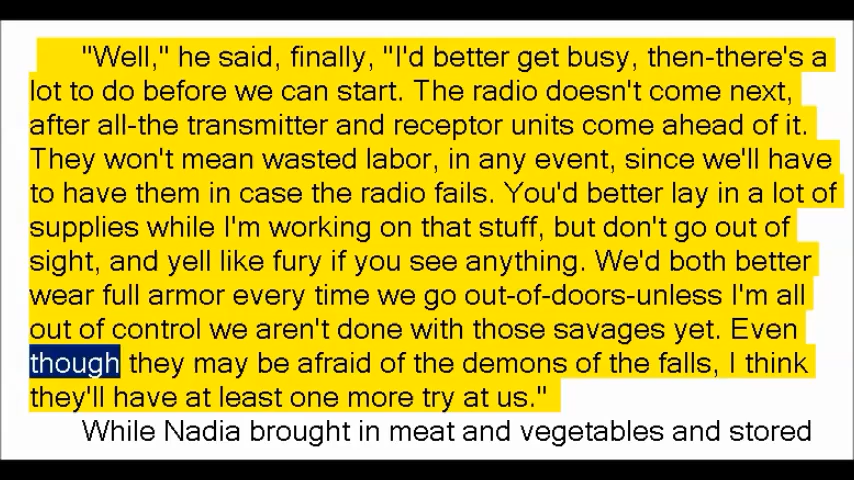 "Well," he said, finally, "I'd better get busy, then-there's a
lot to do before we can start. The radio doesn't come next,
after all-the transmitter and receptor units come ahead of it.
They won't mean wasted labor, in any event, since we'll have
to have them in case the radio fails. You'd better lay in a lot of
supplies while I'm working on that stuff, but don't go out of
sight, and yell like fury if you see anything. We'd both better
wear full armor every time we go out-of-doors-unless I'm all
out of control we aren't done with those savages yet. Even
though they may be afraid of the demons of the falls, I think
they'll have at least one more try at us."
While Nadia brought in meat and vegetables and stored